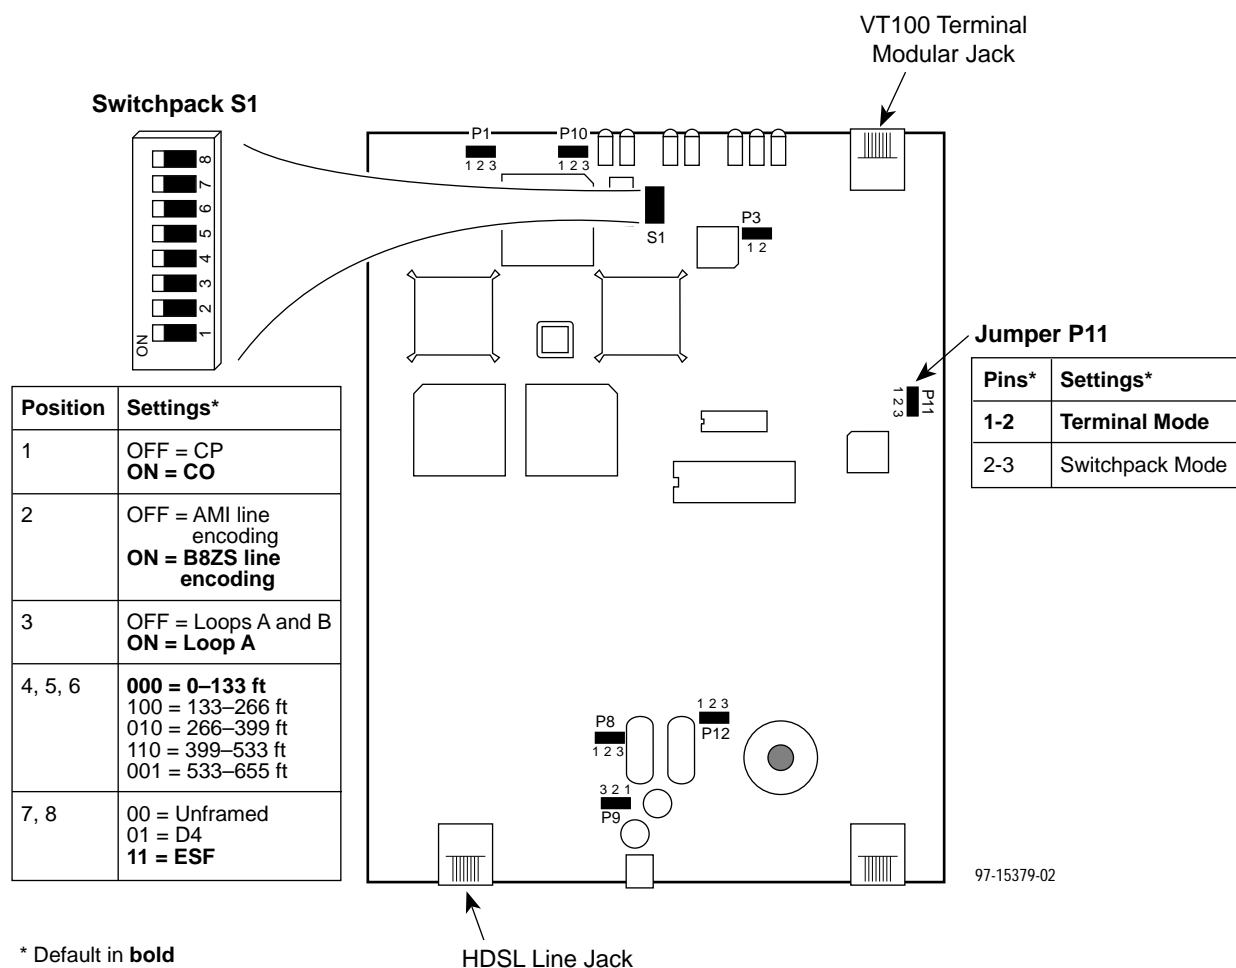 VT100 Terminal
Modular Jack
Switchpack S1
8
7
6
5
4
3
2
1
ON
P1
1 2 3
P10
1 2 3
S1
P3
1 2
Jumper P11
Pins* Settings*
1-2 Terminal Mode
2-3 Switchpack Mode
1 2 3
P11
Position Settings*
1 OFF = CP
ON = CO
2 OFF = AMI line
encoding
ON = B8ZS line
encoding
3 OFF = Loops A and B
ON = Loop A
4, 5, 6 000 = 0–133 ft
100 = 133–266 ft
010 = 266–399 ft
110 = 399–533 ft
001 = 533–655 ft
7, 8 00 = Unframed
01 = D4
11 = ESF
P8
1 2 3
1 2 3
P12
3 2 1
P9
97-15379-02
* Default in bold
HDSL Line Jack